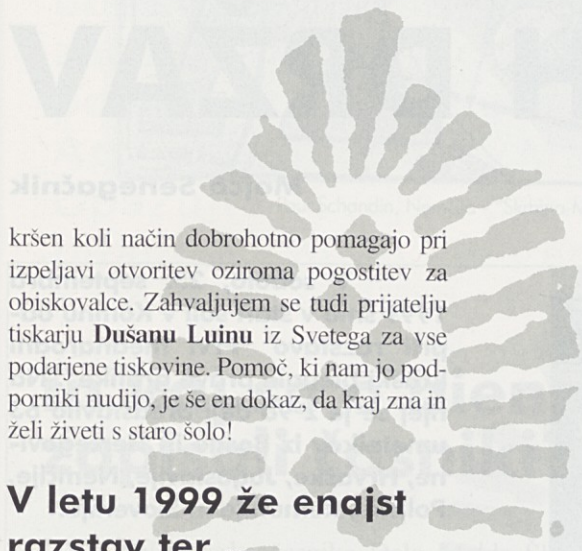 kršen koli način dobrohotno pomagajo pri
izpeljavi otvoritev oziroma pogostitev za
obiskovalce. Zahvaljujem se tudi prijatelju
tiskarju Dušanu Luinu iz Svetega za vse
podarjene tiskovine. Pomoč, ki nam jo pod-
porniki nudijo, je še en dokaz, da kraj zna in
želi živeti s staro šolo!
V letu 1999 že enajst
razstav ter